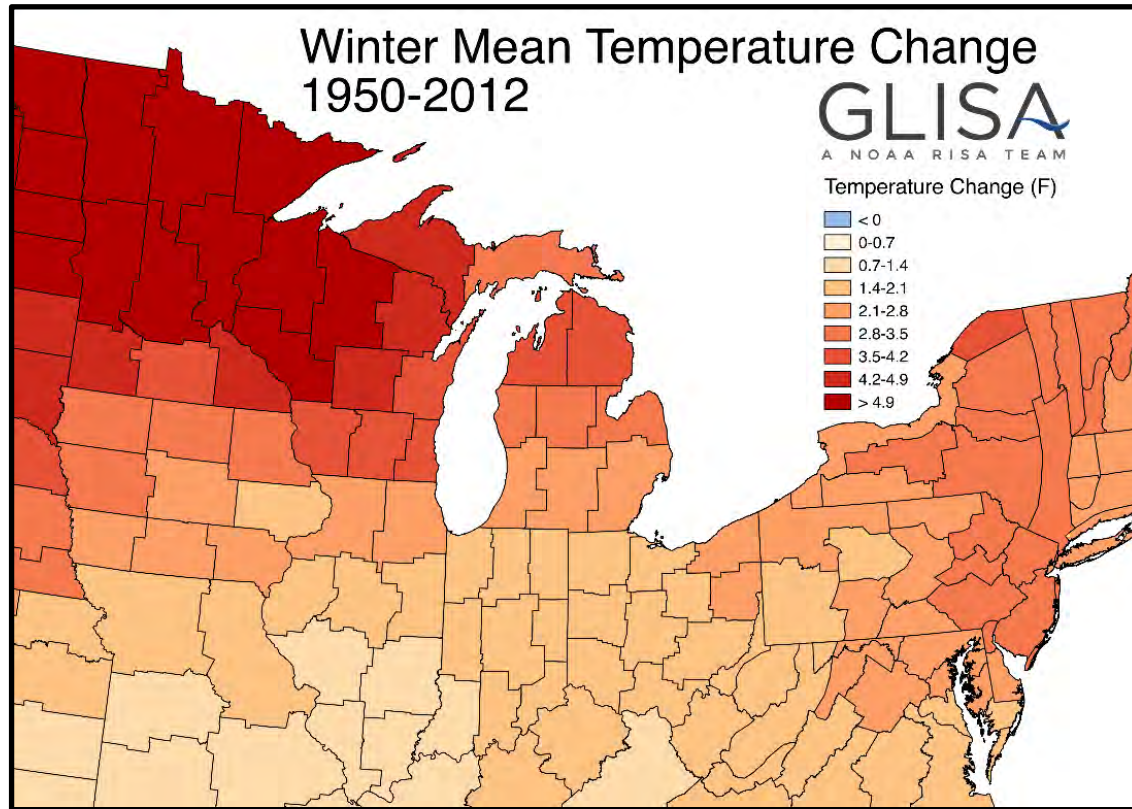 Winter Mean Temperature Change
1950-2012
GLISA
A NOAA RISA TEAM
Temperature Change (F)
< 0
0-0.7
0.7-1.4
1.4-2.1
2.1-2.8
2.8-3.5
3.5-4.2
4.2-4.9
> 4.9